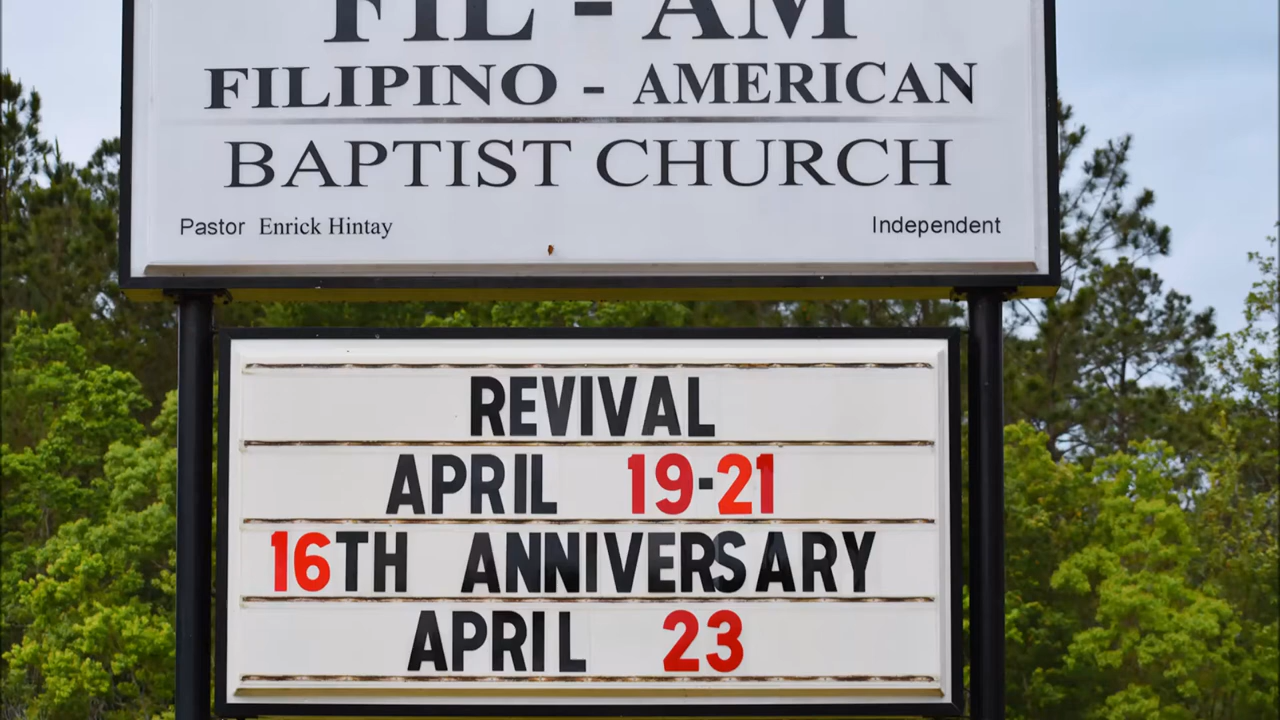 FIL - AM
FILIPINO - AMERICAN
BAPTIST CHURCH
Pastor Enrick Hintay Independent
REVIVAL
APRIL 19-21
16TH ANNIVERSARY
APRIL 23